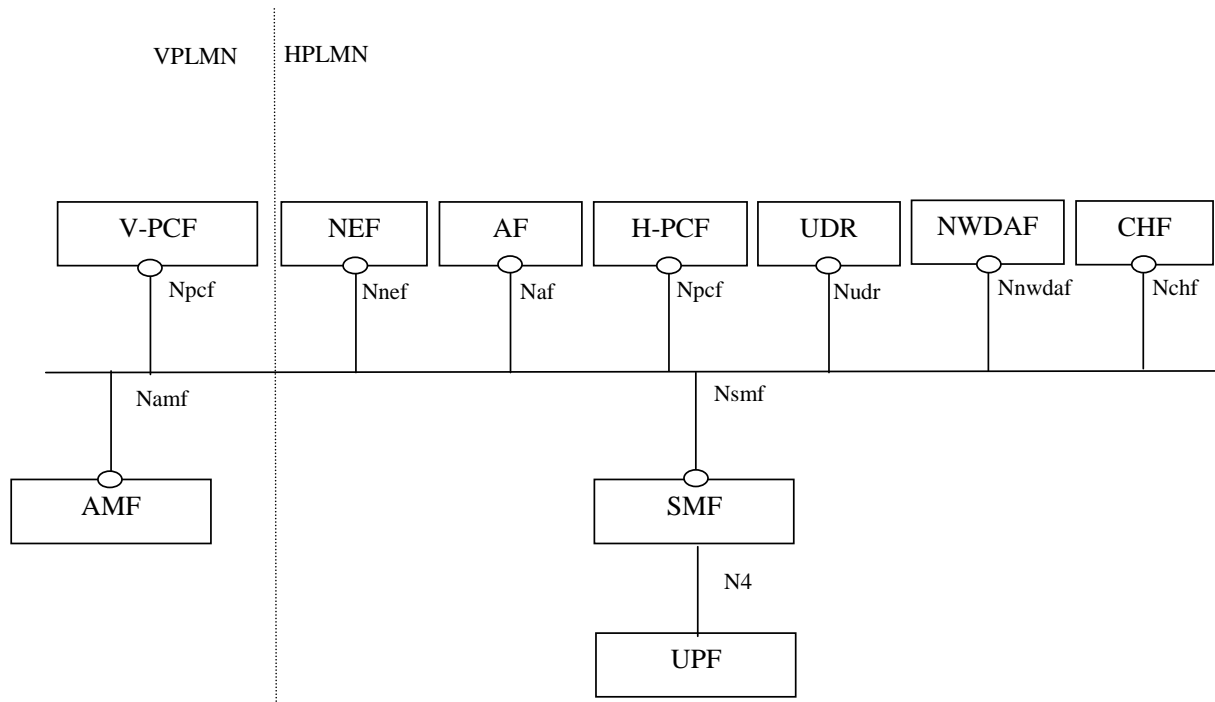 VPLMN HPLMN
V-PCF NEF AF H-PCF UDR NWDAF CHF
Npcf Nnef Naf Npcf Nudr Nnwdaf Nchf
Namf Nsmf
AMF SMF
N4
UPF